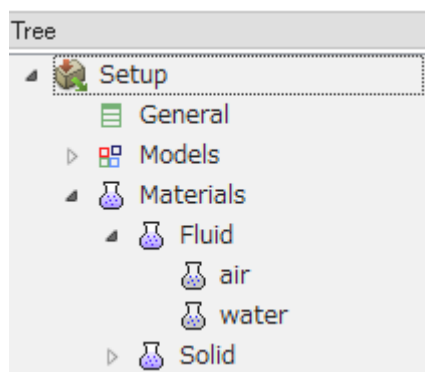 Tree
Setup
General
Models
Materials
Fluid
air
water
Solid